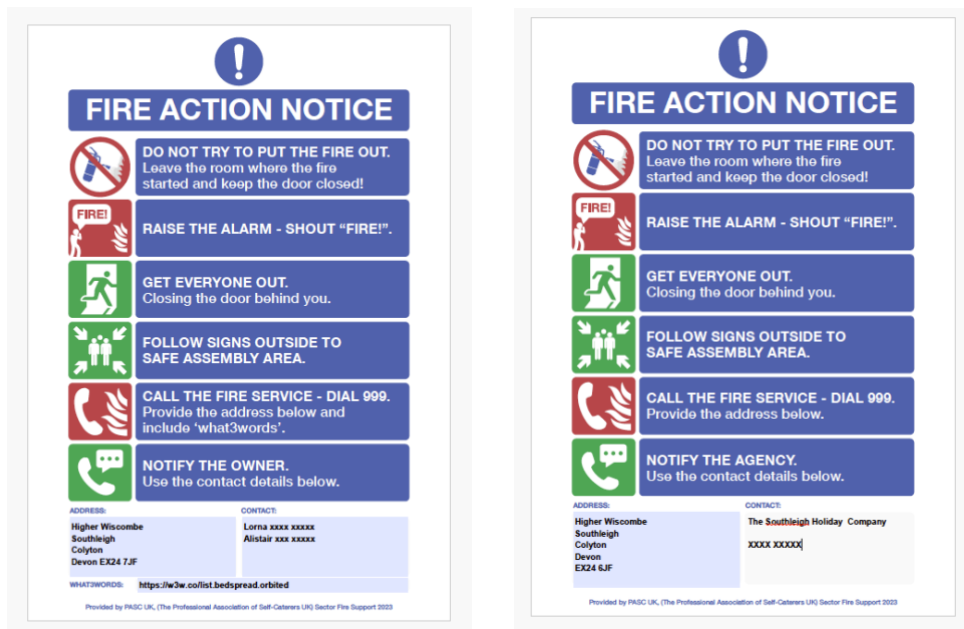 FIRE ACTION NOTICE
DO NOT TRY TO PUT THE FIRE OUT.
Leave the room where the fire
started and keep the door closed!
FIRE!
RAISE THE ALARM - SHOUT “FIRE!”.
GET EVERYONE OUT.
Closing the door behind you.
FOLLOW SIGNS OUTSIDE TO
SAFE ASSEMBLY AREA.
CALL THE FIRE SERVICE - DIAL 999.
Provide the address below and
include ‘what3words’.
NOTIFY THE OWNER.
Use the contact details below.
ADDRESS:
Higher Wiscombe
Southleigh
Colyton
Devon EX24 7JF
CONTACT:
Lorna xxxx xxxxx
Alistair xxx xxxxx
WHAT3WORDS: https://w3w.co/list.bedspread.orbited
Provided by PASC UK, (The Professional Association of Self-Caterers UK) Sector Fire Support 2023
FIRE ACTION NOTICE
DO NOT TRY TO PUT THE FIRE OUT.
Leave the room where the fire
started and keep the door closed!
FIRE!
RAISE THE ALARM - SHOUT “FIRE!”.
GET EVERYONE OUT.
Closing the door behind you.
FOLLOW SIGNS OUTSIDE TO
SAFE ASSEMBLY AREA.
CALL THE FIRE SERVICE - DIAL 999.
Provide the address below.
NOTIFY THE AGENCY.
Use the contact details below.
ADDRESS:
Higher Wiscombe
Southleigh
Colyton
Devon
EX24 6JF
CONTACT:
The Southleigh Holiday Company
xxxx xxxxx
Provided by PASC UK, (The Professional Association of Self-Caterers UK) Sector Fire Support 2023